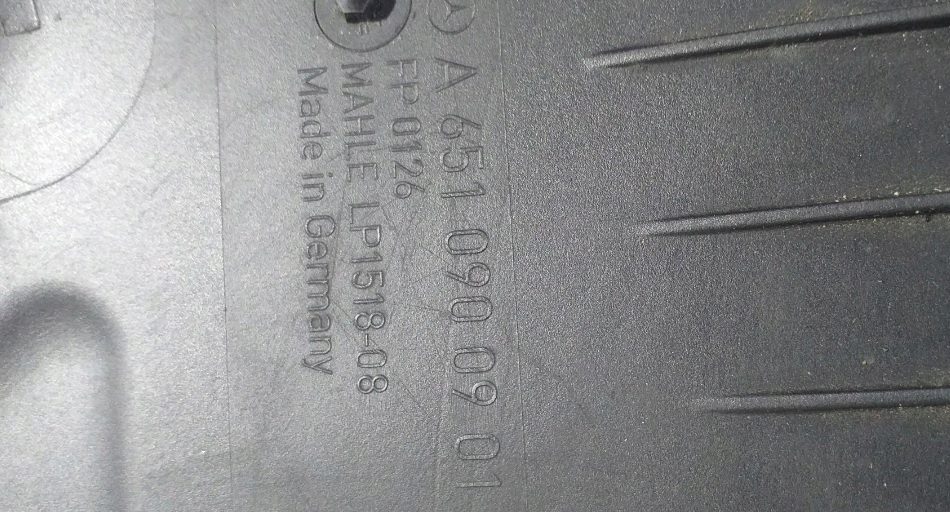 A 651 090 09 01
FP 0126
MAHLE LP1518-08
Made in Germany